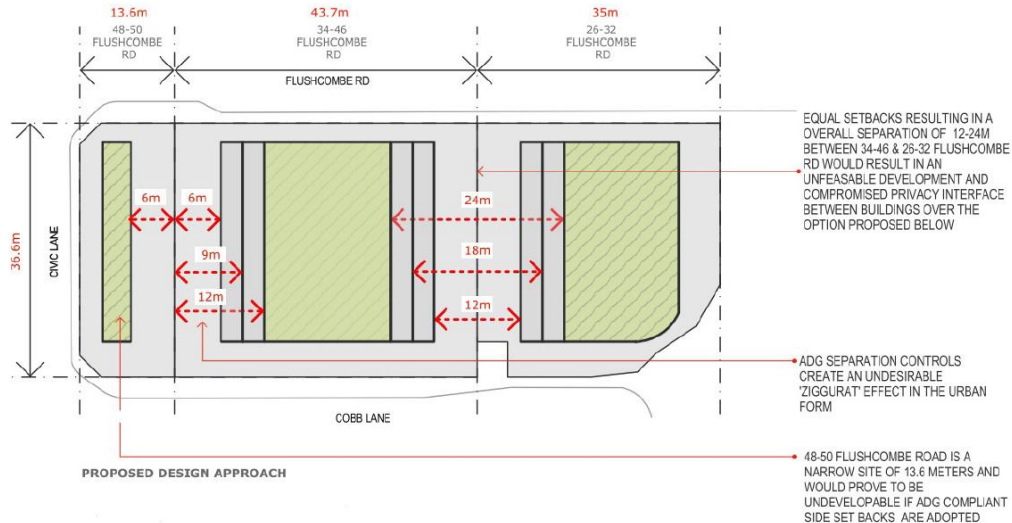 13.6m
48-50
FLUSHCOMBE
RD
43.7m
34-46
FLUSHCOMBE
RD
35m
26-32
FLUSHCOMBE
RD
FLUSHCOMBE RD
36.6m
CIVIC LANE
6m
6m
9m
12m
24m
18m
12m
COBB LANE
EQUAL SETBACKS RESULTING IN A
OVERALL SEPARATION OF 12-24M
BETWEEN 34-46 & 26-32 FLUSHCOMBE
RD WOULD RESULT IN AN
UNFEASABLE DEVELOPMENT AND
COMPROMISED PRIVACY INTERFACE
BETWEEN BUILDINGS OVER THE
OPTION PROPOSED BELOW
ADG SEPARATION CONTROLS
CREATE AN UNDESIRABLE
'ZIGGURAT' EFFECT IN THE URBAN
FORM
48-50 FLUSHCOMBE ROAD IS A
NARROW SITE OF 13.6 METERS AND
WOULD PROVE TO BE
UNDEVELOPABLE IF ADG COMPLIANT
SIDE SET BACKS ARE ADOPTED
PROPOSED DESIGN APPROACH